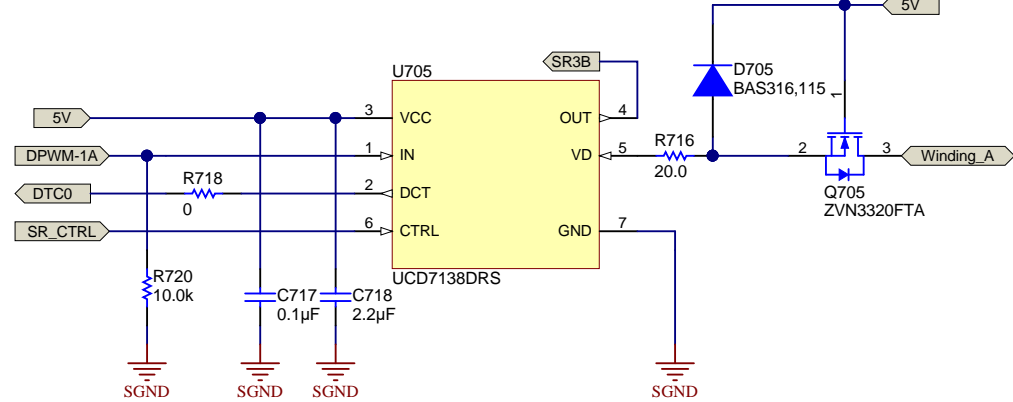 5V
SR3B
U705
D705
BAS316,115
1
5V
3
VCC
OUT
4
R716
DPWM-1A
1
IN
VD
5
2
3
Winding_A
20.0
R718
DTC0
2
DCT
Q705
0
ZVN3320FTA
SR_CTRL
6
CTRL
GND
7
R720
10.0k
UCD7138DRS
C717
0.1µF
C718
2.2µF
SGND
SGND
SGND
SGND